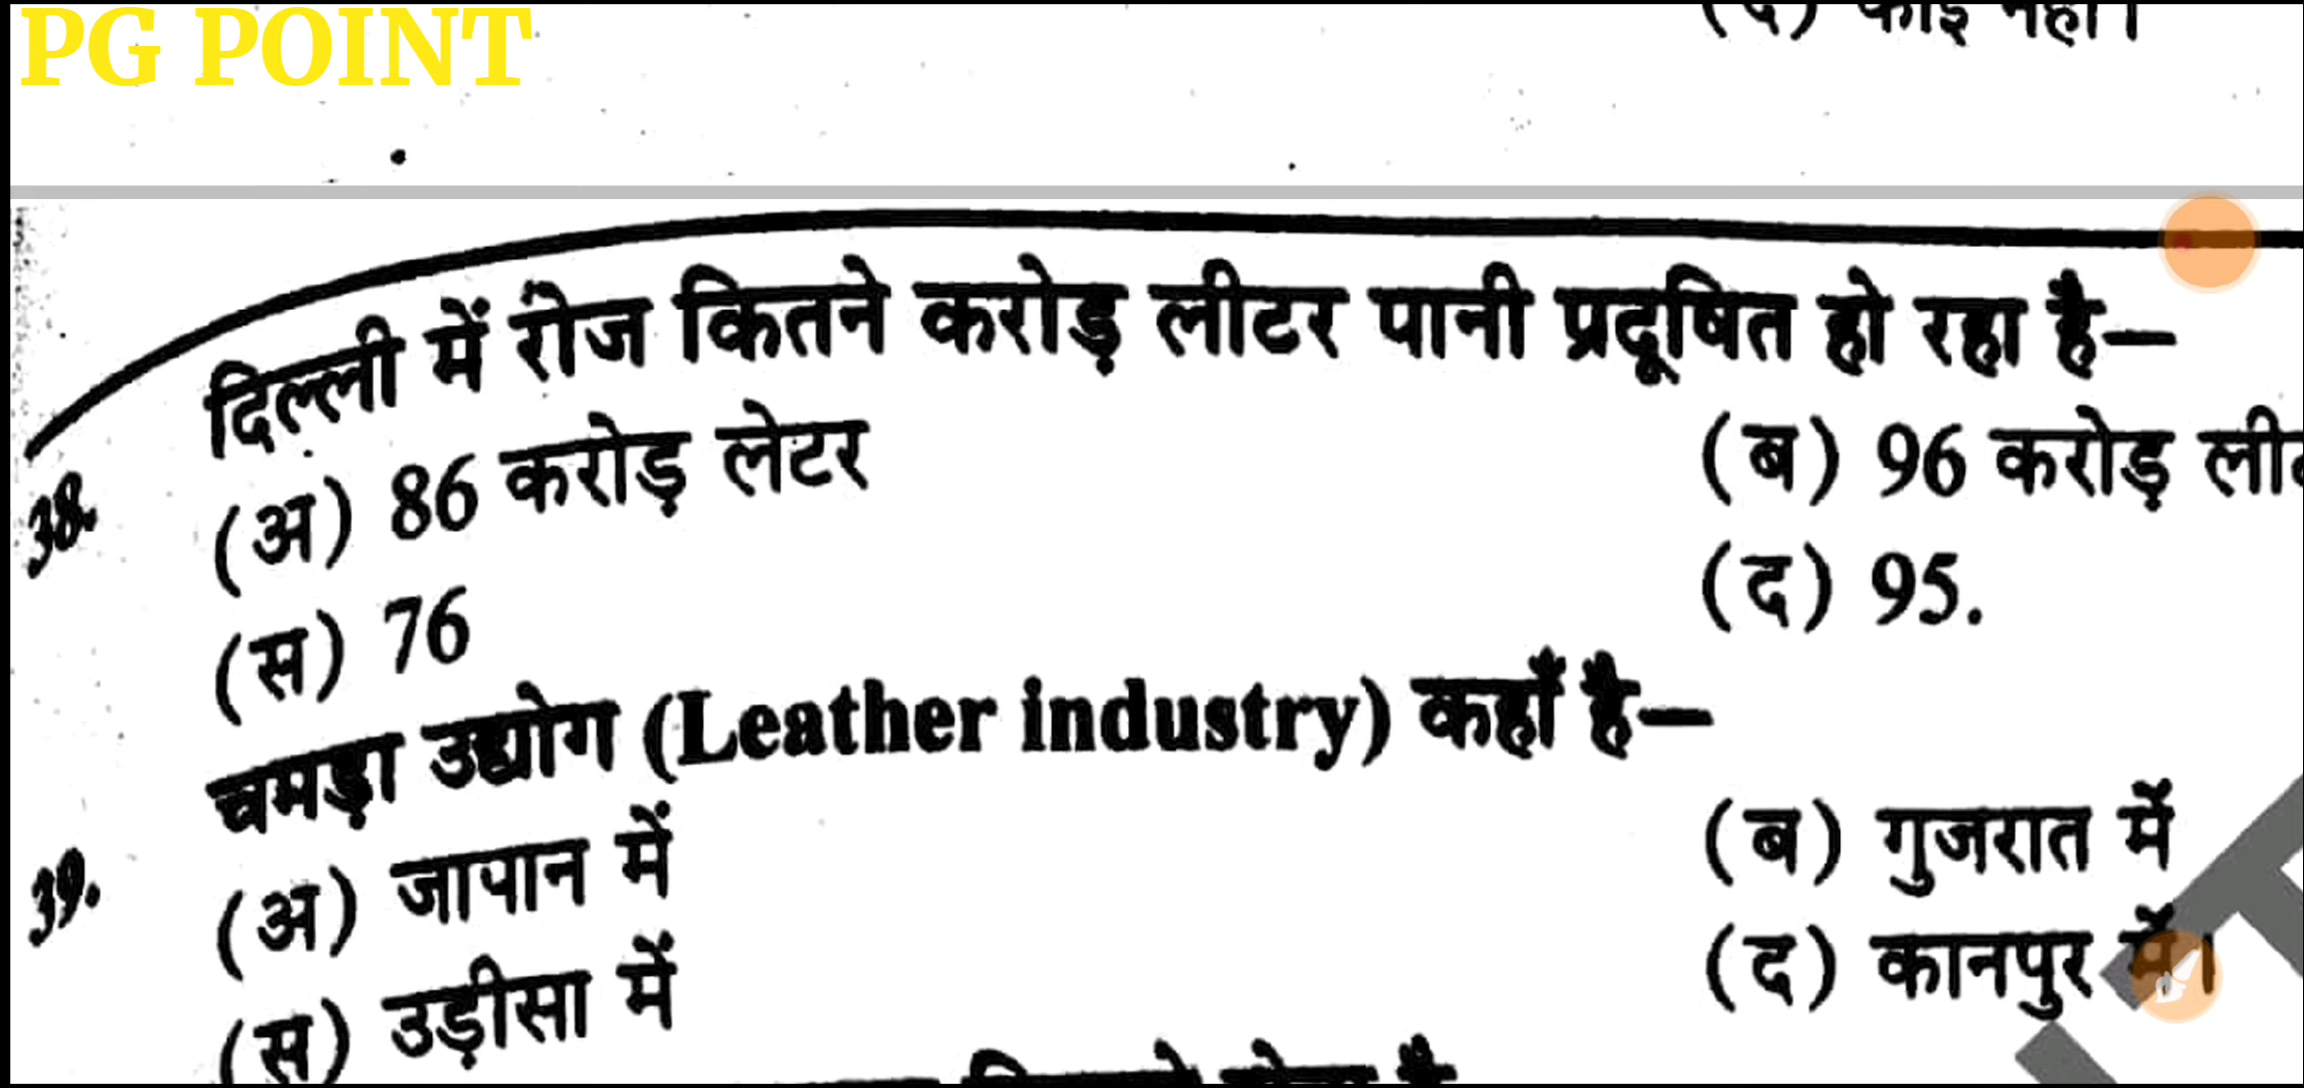 PG POINT
(द) कोई नहीं।
38. दिल्ली में रोज कितने करोड़ लीटर पानी प्रदूषित हो रहा है—
(अ) 86 करोड़ लेटर (ब) 96 करोड़
(स) 76 (द) 95.
39. चमड़ा उद्योग (Leather industry) कहाँ है—
(अ) जापान में (ब) गुजरात में
(स) उड़ीसा में (द) कानपुर में।